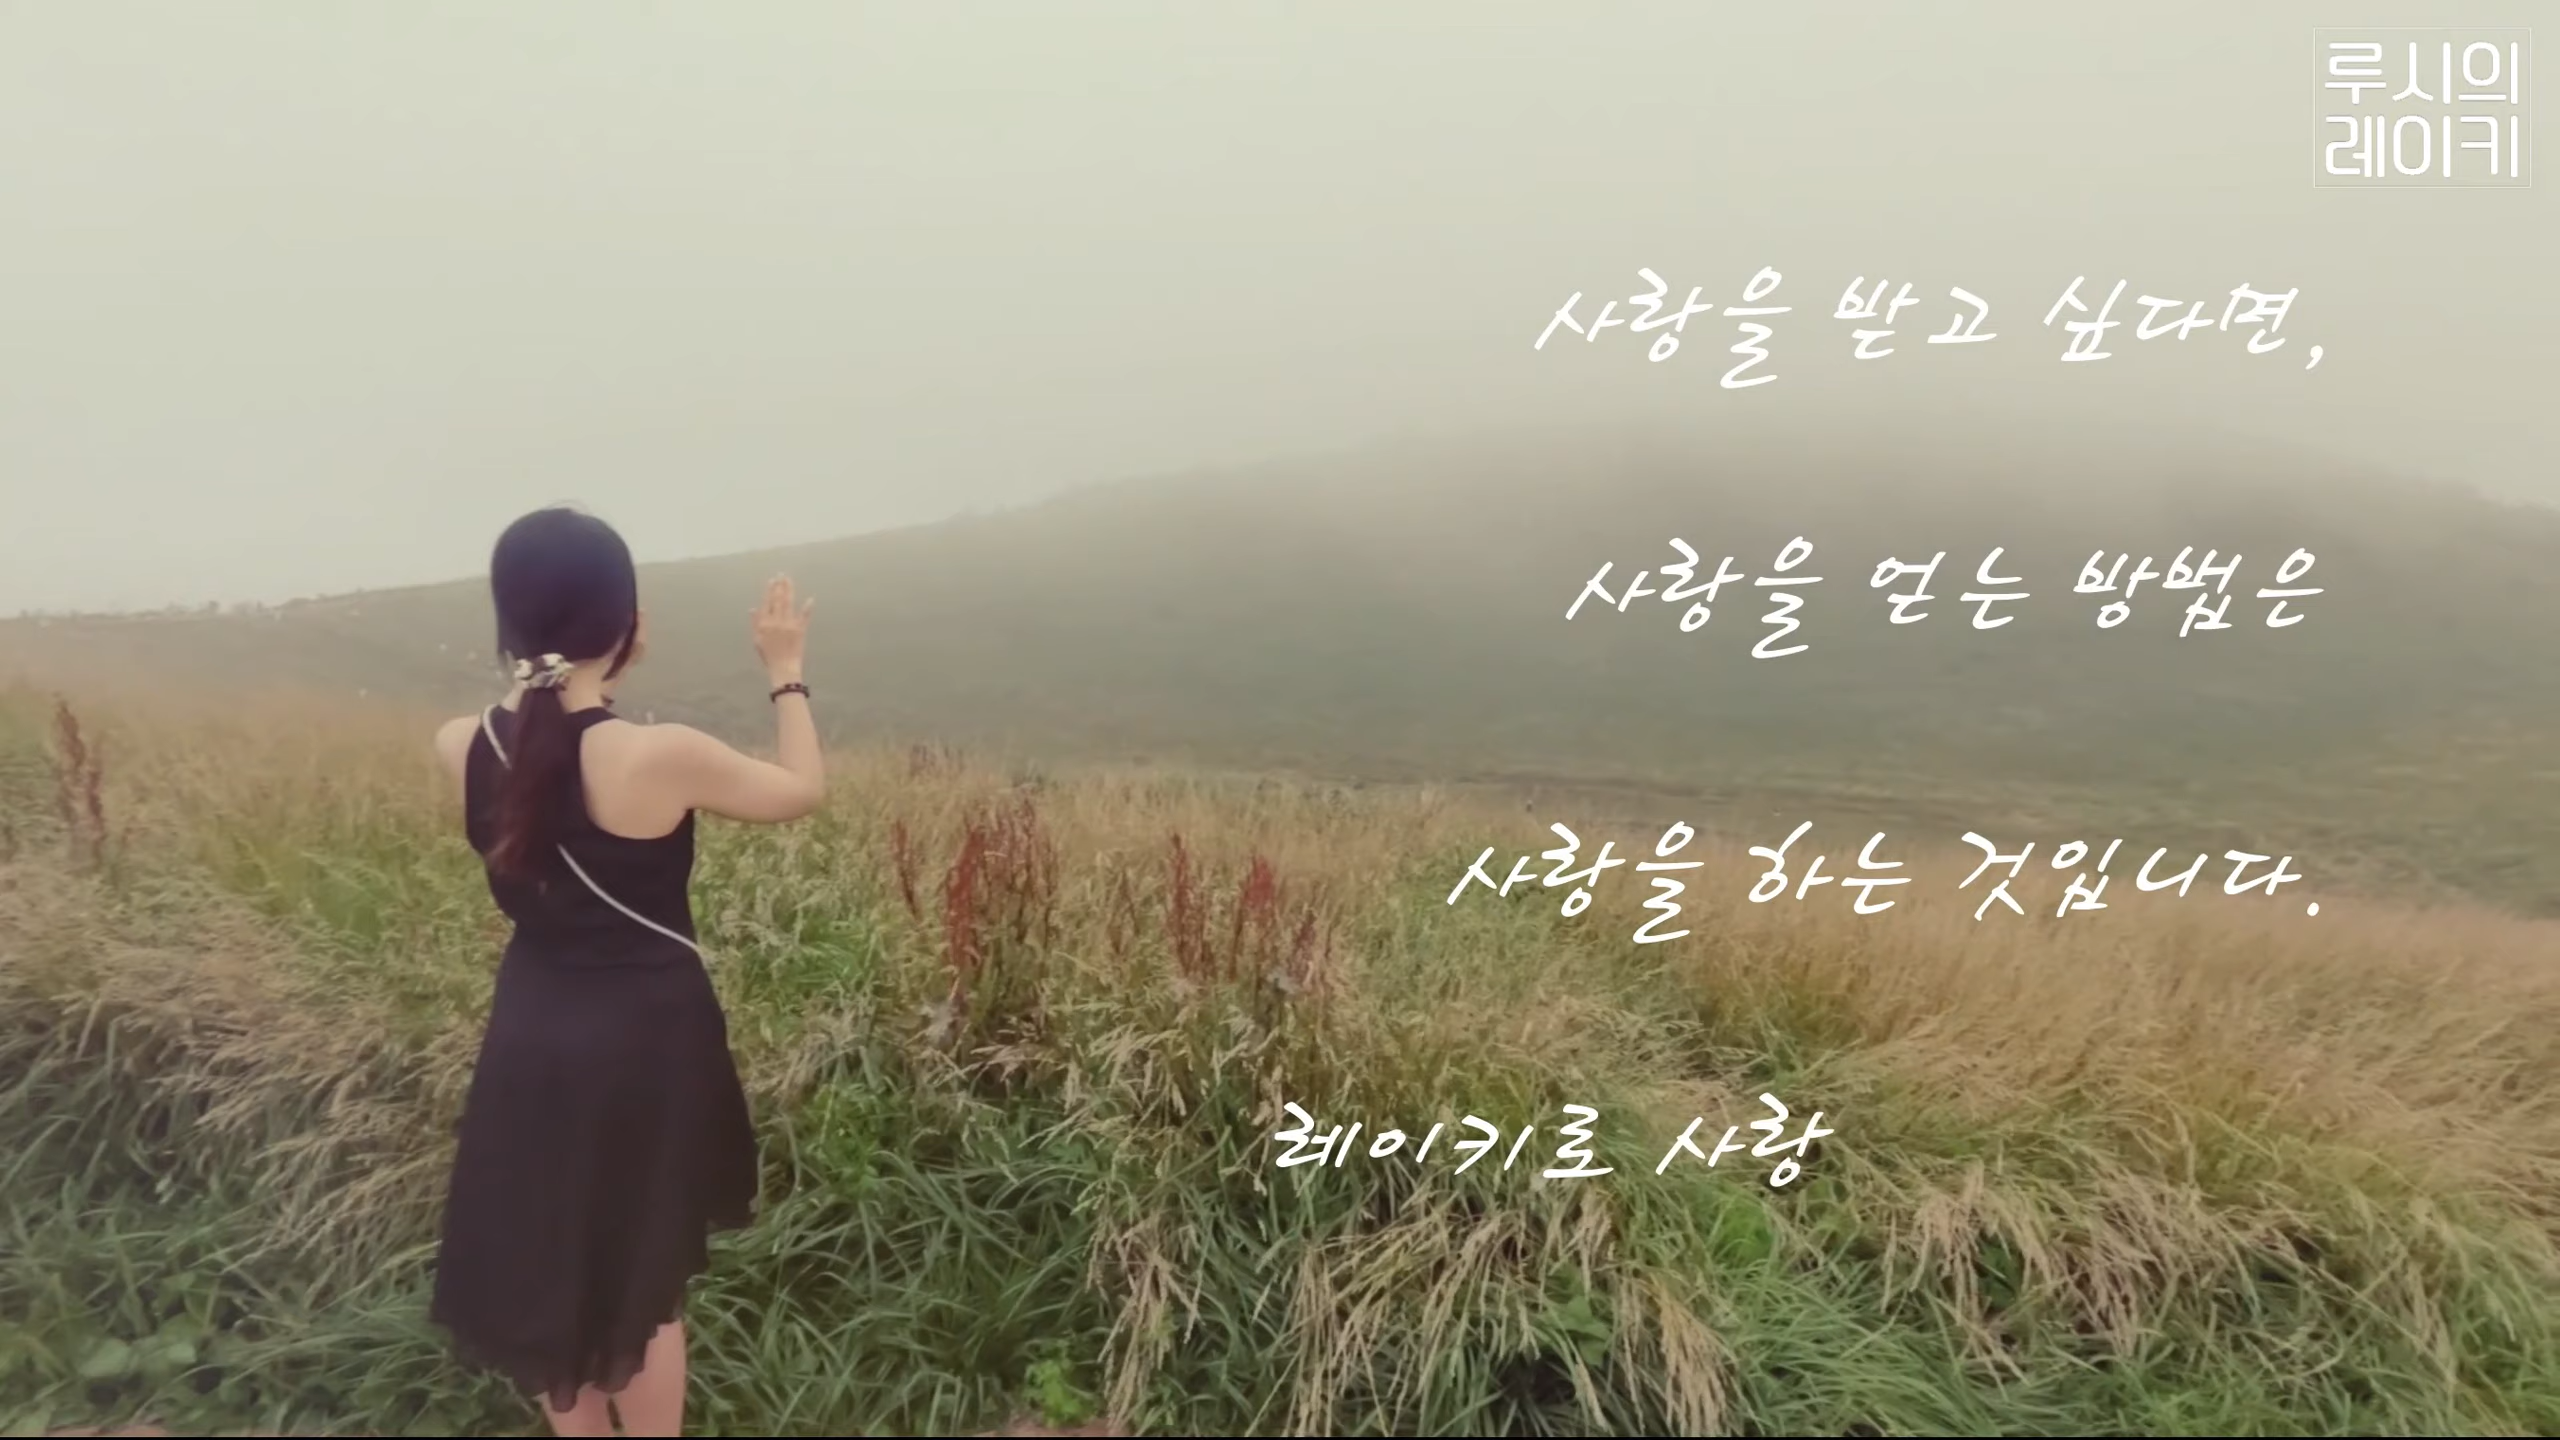 루시의
레이키
사랑을 받고 싶다면,
사랑을 얻는 방법은
사랑을 하는 것입니다.
레이키로 사랑